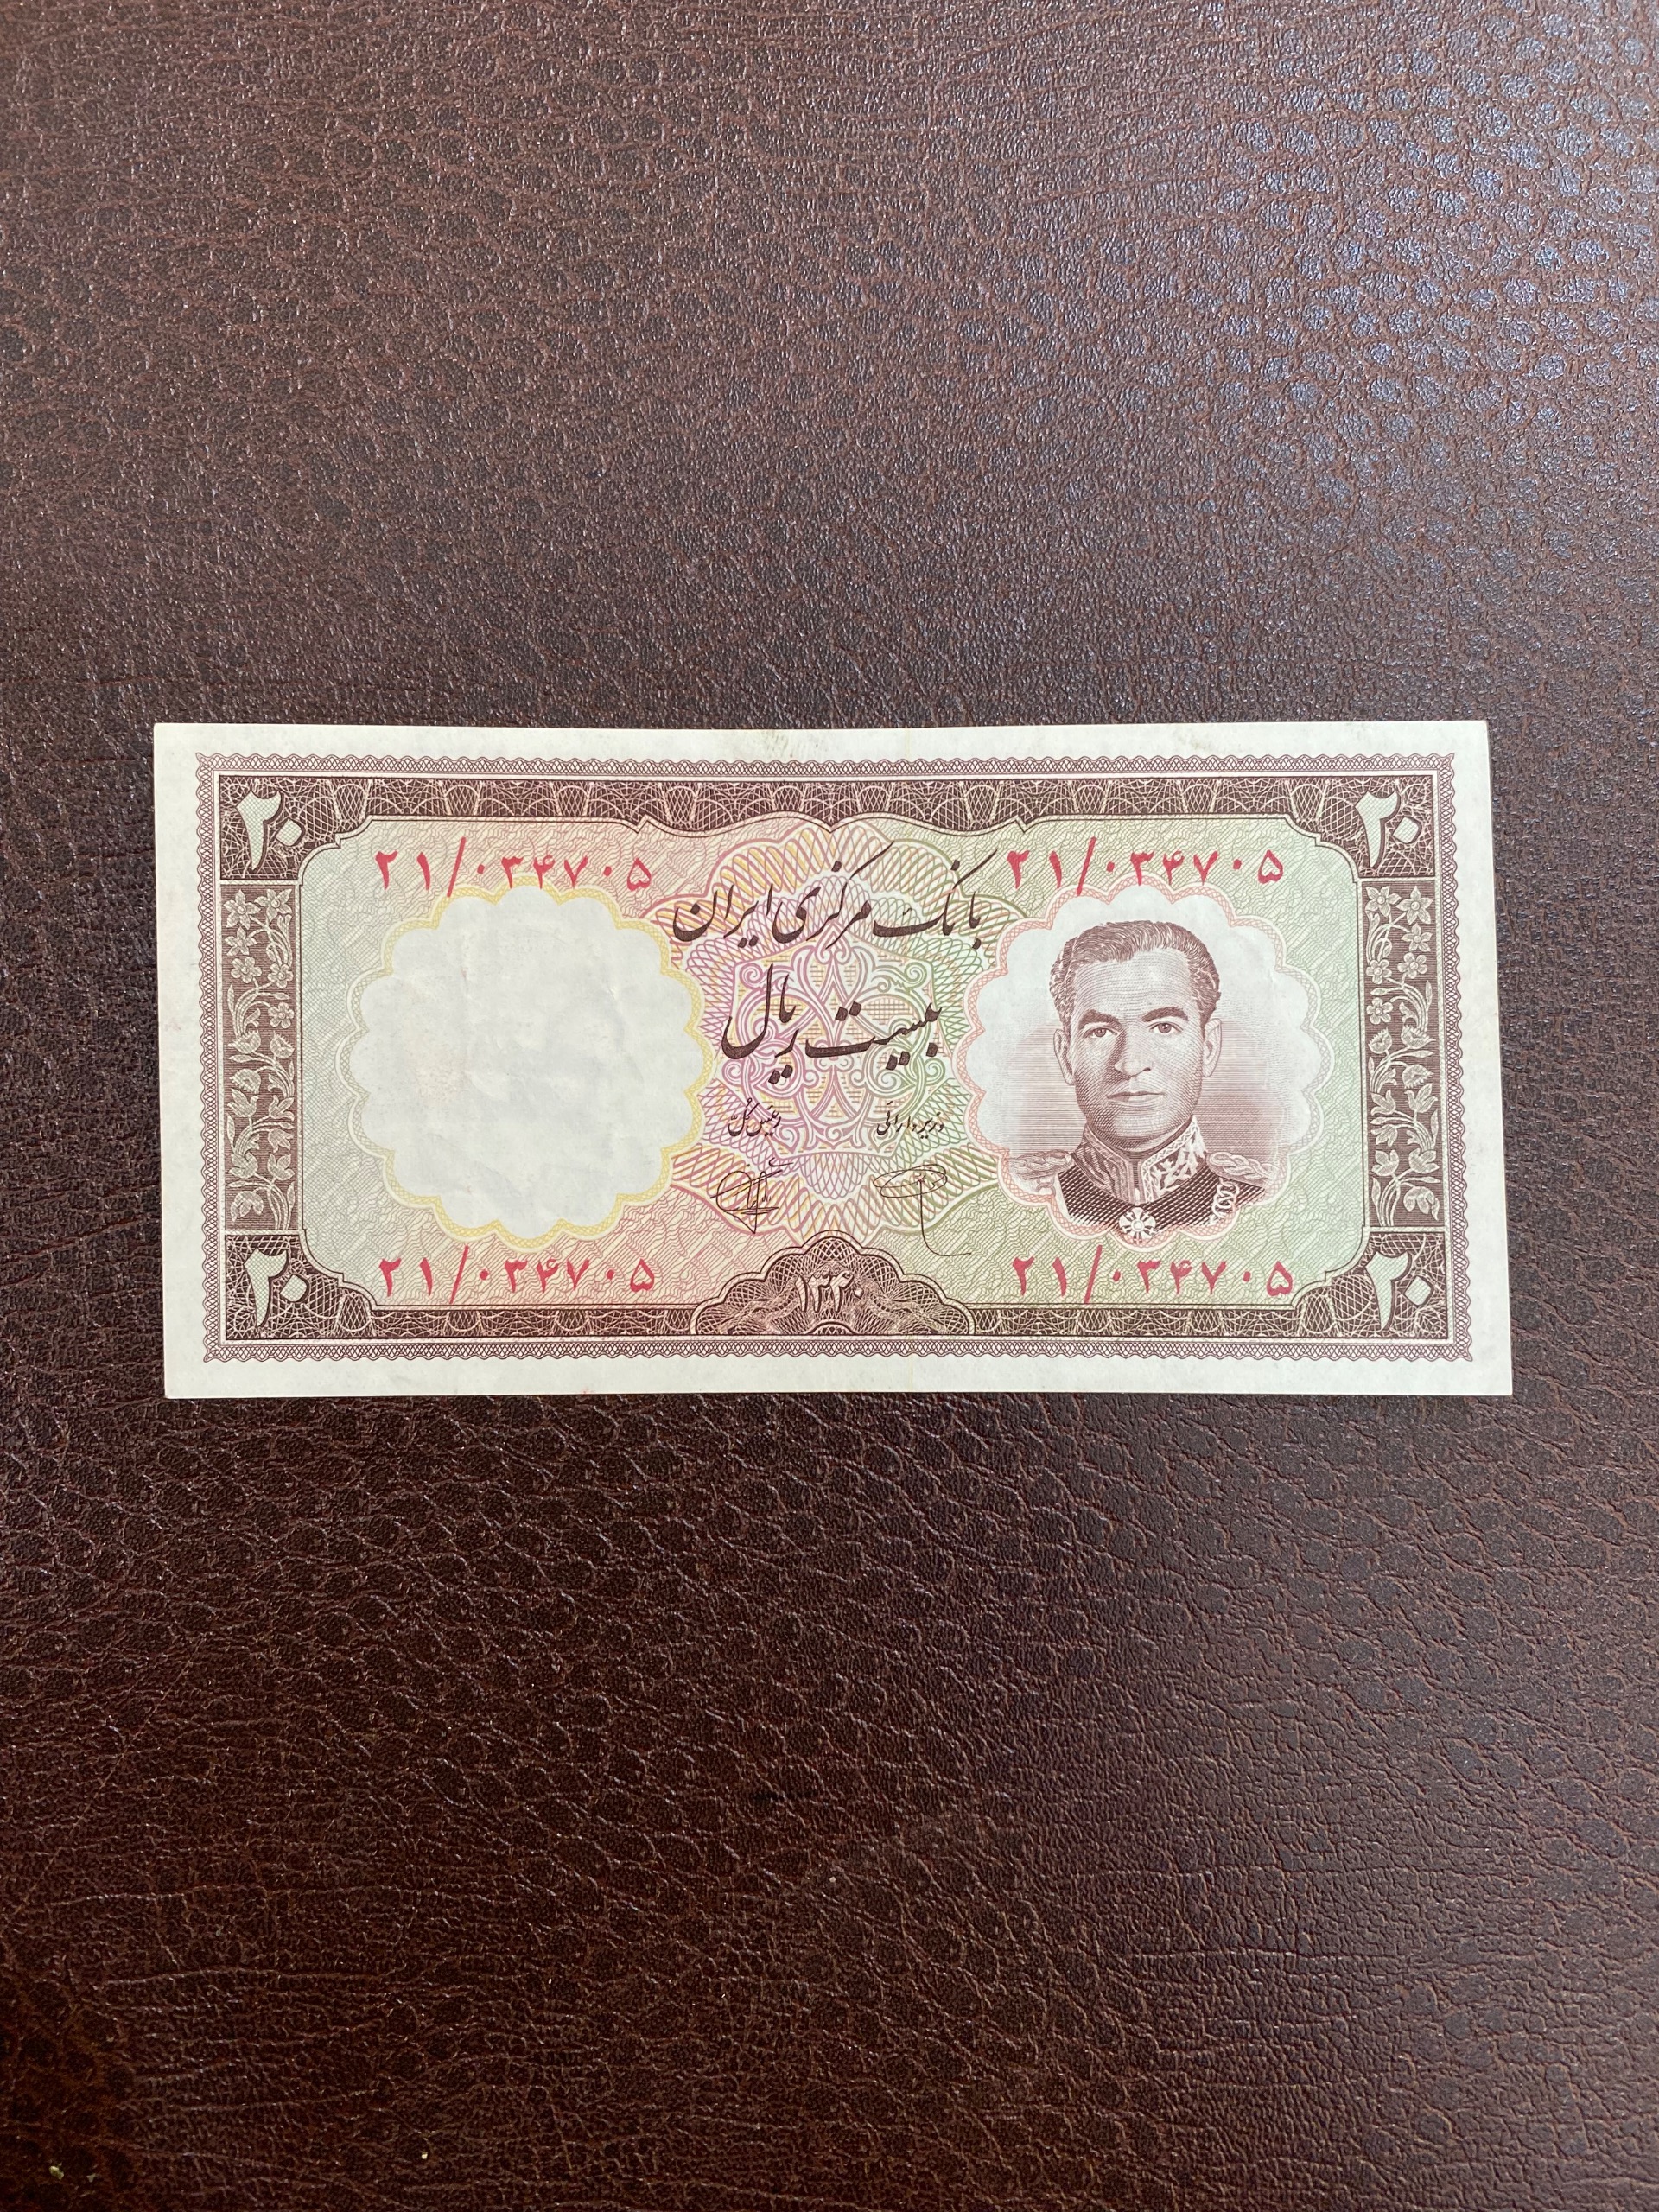 ۲۰ ۲۰
۲۱/۰۳۴۷۰۵ ۲۱/۰۳۴۷۰۵
بانک مرکزی ایران
بیست ریال
وزیر دارائی رئیس کل
۲۱/۰۳۴۷۰۵ ۲۱/۰۳۴۷۰۵
۲۰ ۱۳۴۰ ۲۰